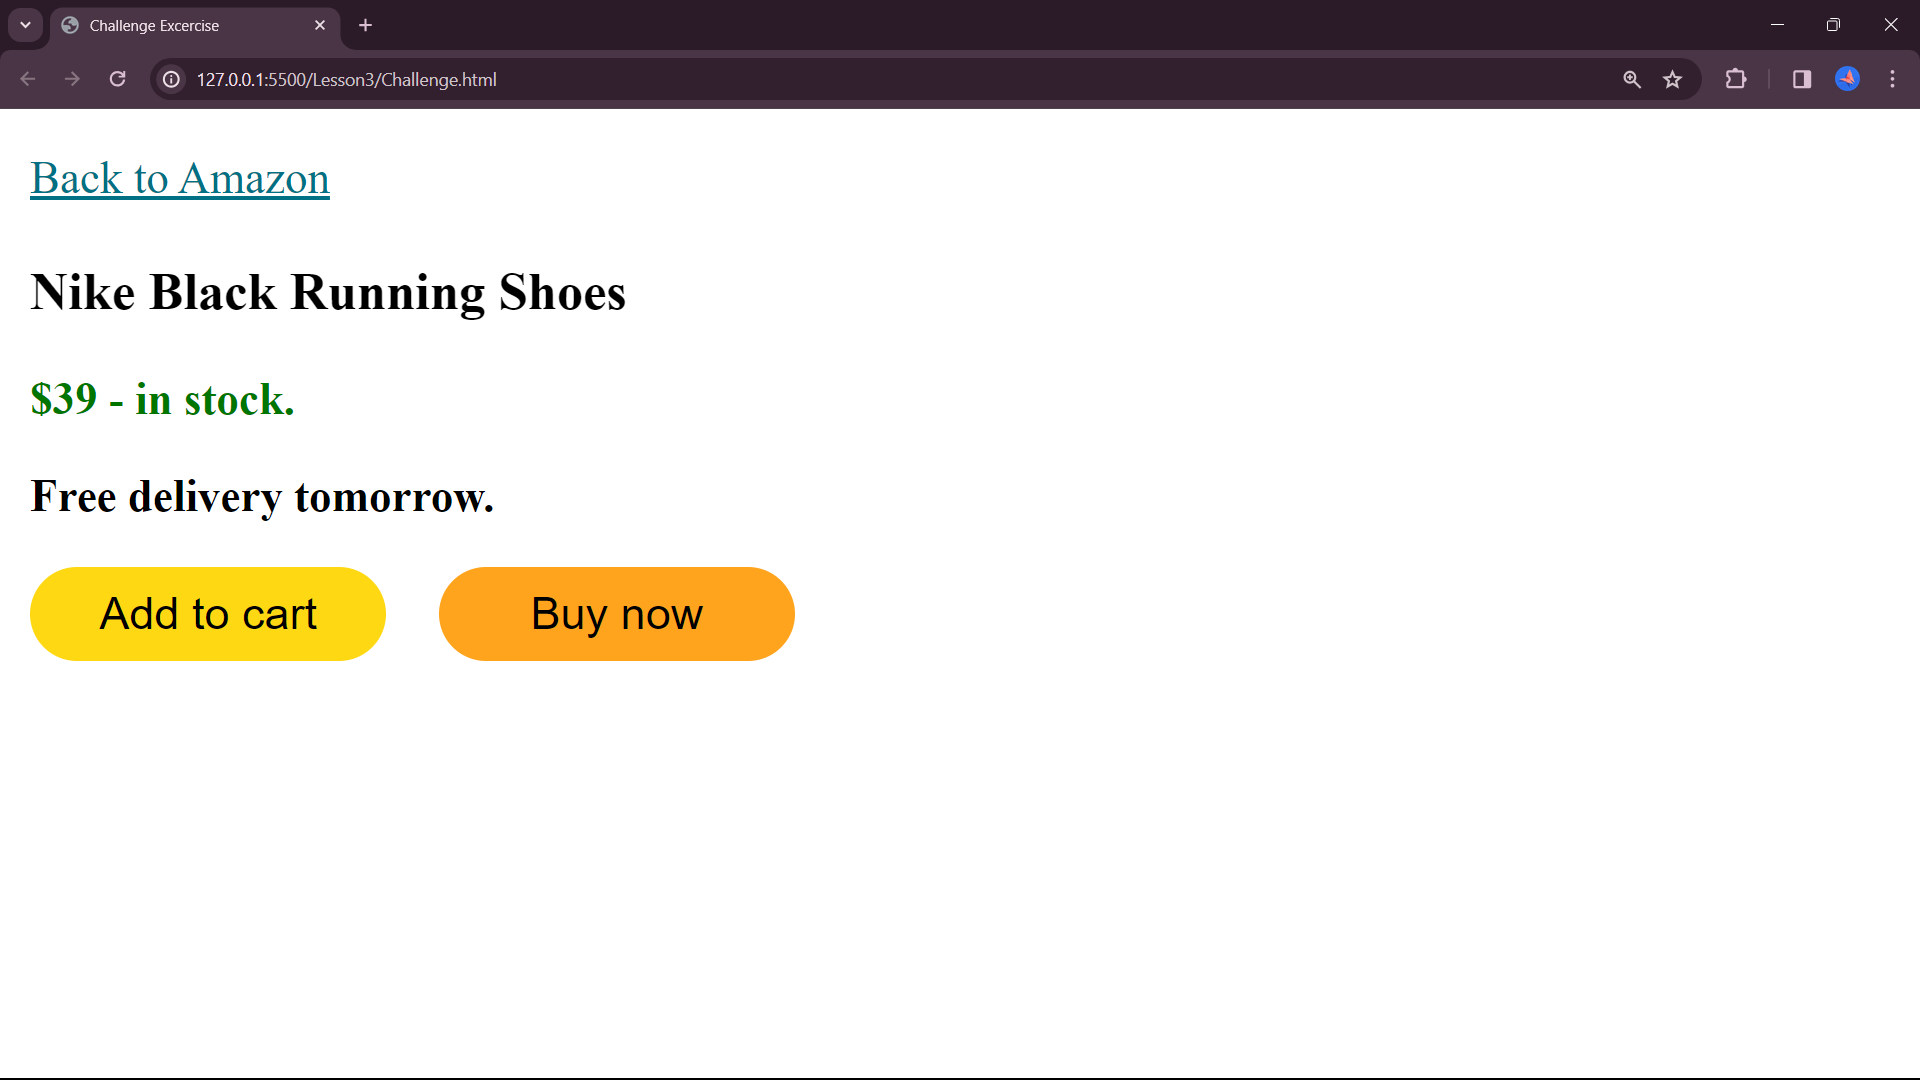 Challenge Excercise
127.0.0.1:5500/Lesson3/Challenge.html
Back to Amazon
Nike Black Running Shoes
$39 - in stock.
Free delivery tomorrow.
Add to cart Buy now